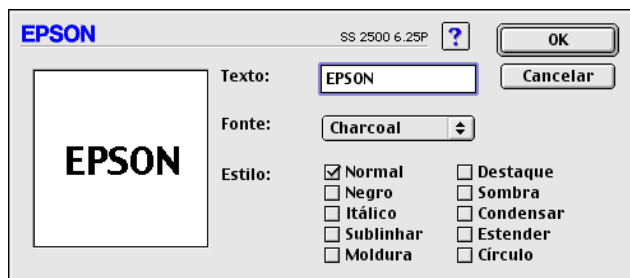 EPSON
SS 2500 6.25P
?
OK
Texto:
EPSON
Cancelar
Fonte:
Charcoal
EPSON
Estilo:
Normal
Destaque
Negro
Sombra
Itálico
Condensar
Sublinhar
Estender
Moldura
Círculo